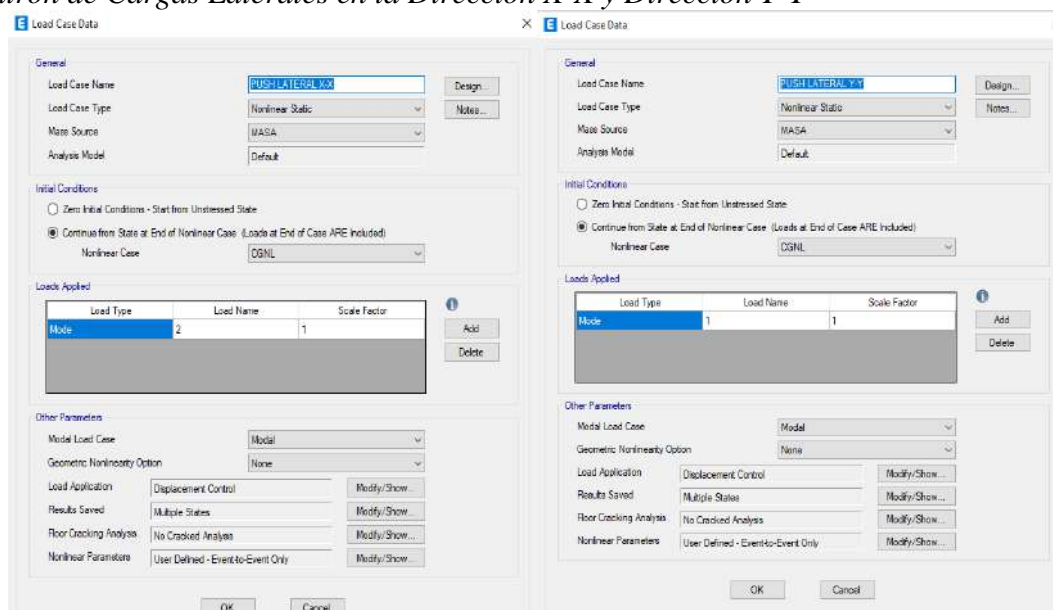 de Cargas Laterales en la Dirección X-X y Dirección Y-Y
Load Case Data
General
Load Case Name PUSH LATERAL X-X Design...
Load Case Type Nonlinear Static Notes...
Mass Source MASA
Analysis Model Default
Initial Conditions
Zero Initial Conditions - Start from Unstressed State
Continue from State at End of Nonlinear Case (Loads at End of Case ARE Included)
Nonlinear Case CGNL
Loads Applied
Load Type Load Name Scale Factor
Mode 2 1
Add
Delete
Other Parameters
Modal Load Case Modal
Geometric Nonlinearity Option None
Load Application Displacement Control Modify/Show...
Results Saved Multiple States Modify/Show...
Floor Cracking Analysis No Cracked Analysis Modify/Show...
Nonlinear Parameters User Defined - Event-to-Event Only Modify/Show...
OK Cancel
Load Case Data
General
Load Case Name PUSH LATERAL Y-Y Design...
Load Case Type Nonlinear Static Notes...
Mass Source MASA
Analysis Model Default
Initial Conditions
Zero Initial Conditions - Start from Unstressed State
Continue from State at End of Nonlinear Case (Loads at End of Case ARE Included)
Nonlinear Case CGNL
Loads Applied
Load Type Load Name Scale Factor
Mode 1 1
Add
Delete
Other Parameters
Modal Load Case Modal
Geometric Nonlinearity Option None
Load Application Displacement Control Modify/Show...
Results Saved Multiple States Modify/Show...
Floor Cracking Analysis No Cracked Analysis Modify/Show...
Nonlinear Parameters User Defined - Event-to-Event Only Modify/Show...
OK Cancel